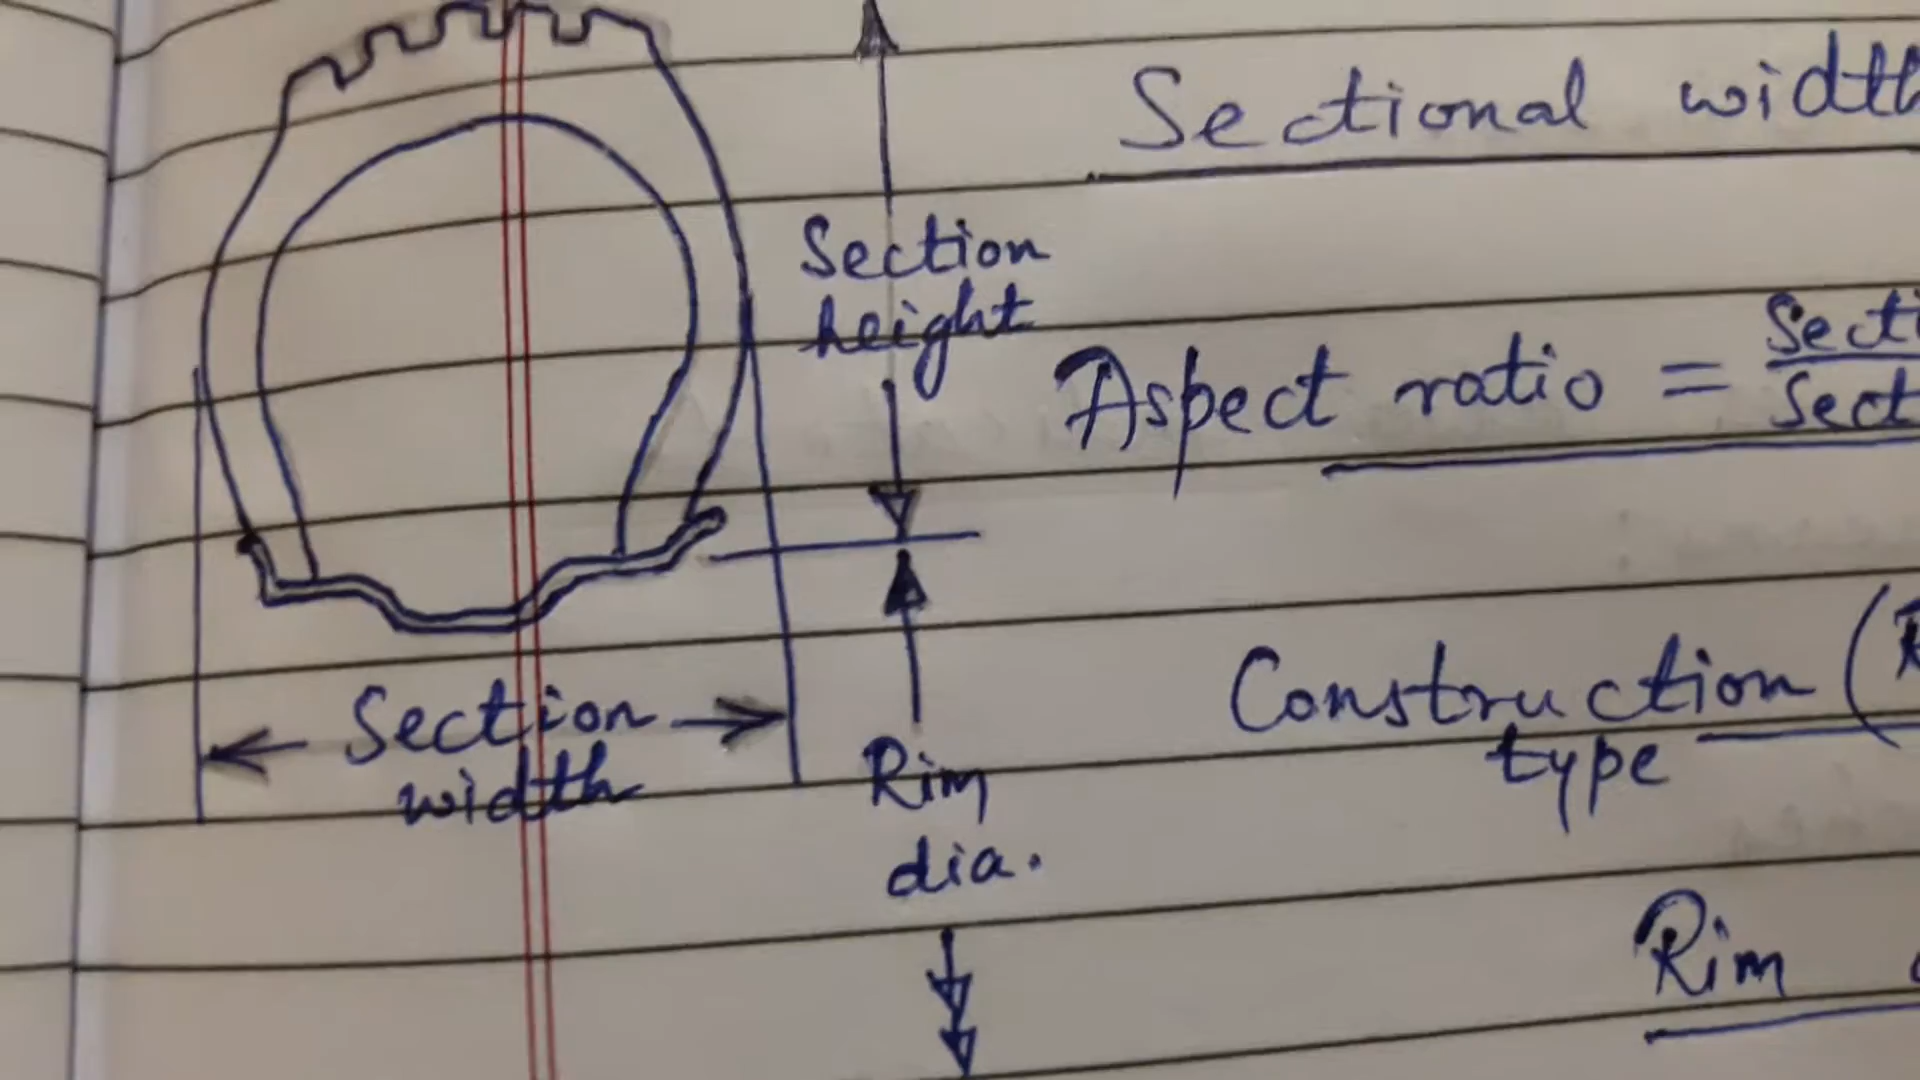 Sectional width
Section
height
Aspect ratio =
Construction (
type
Section
width
Rim
dia.
Rim